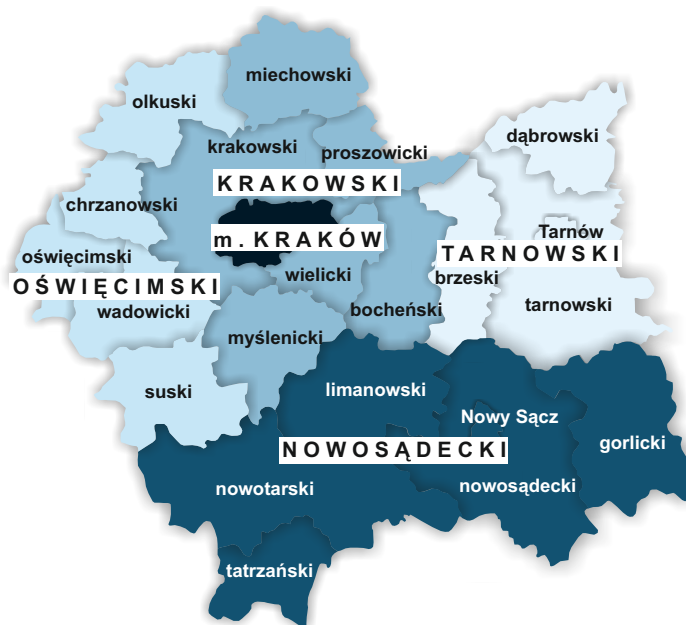 miechowski
olkuski
dąbrowski
krakowski
proszowicki
KRAKOWSKI
chrzanowski
m. KRAKÓW
Tarnów
TARNOWSKI
oświęcimski
OŚWIĘCIMSKI
wielicki
brzeski
wadowicki
bocheński
tarnowski
myślenicki
suski
limanowski
Nowy Sącz
NOWOSĄDECKI
gorlicki
nowotarski
nowosądecki
tatrzański